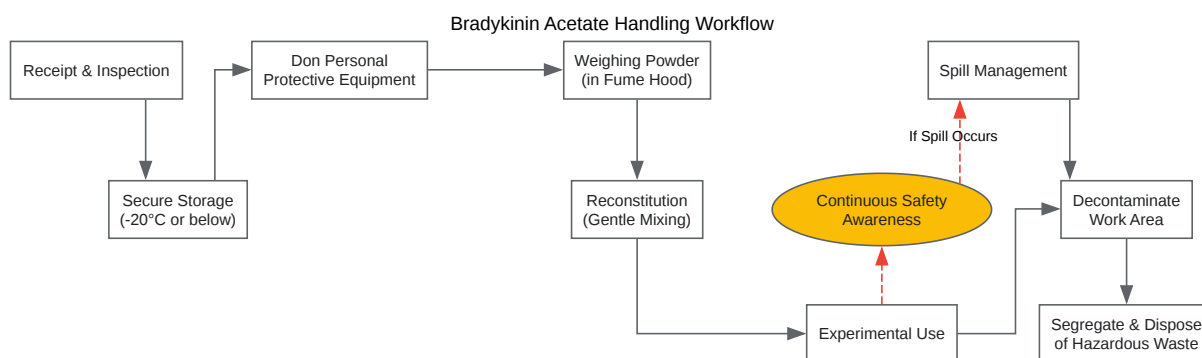 Bradykinin Acetate Handling Workflow
Receipt & Inspection
Secure Storage
(-20°C or below)
Don Personal
Protective Equipment
Weighing Powder
(in Fume Hood)
Reconstitution
(Gentle Mixing)
Experimental Use
Continuous Safety
Awareness
If Spill Occurs
Spill Management
Decontaminate
Work Area
Segregate & Dispose
of Hazardous Waste